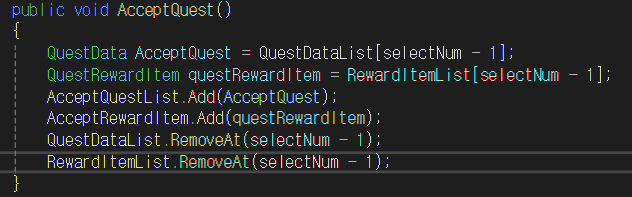 public void AcceptQuest()
{
QuestData AcceptQuest = QuestDataList[selectNum - 1];
QuestRewardItem questRewardItem = RewardItemList[selectNum - 1];
AcceptQuestList.Add(AcceptQuest);
AcceptRewardItem.Add(questRewardItem);
QuestDataList.RemoveAt(selectNum - 1);
RewardItemList.RemoveAt(selectNum - 1);
}